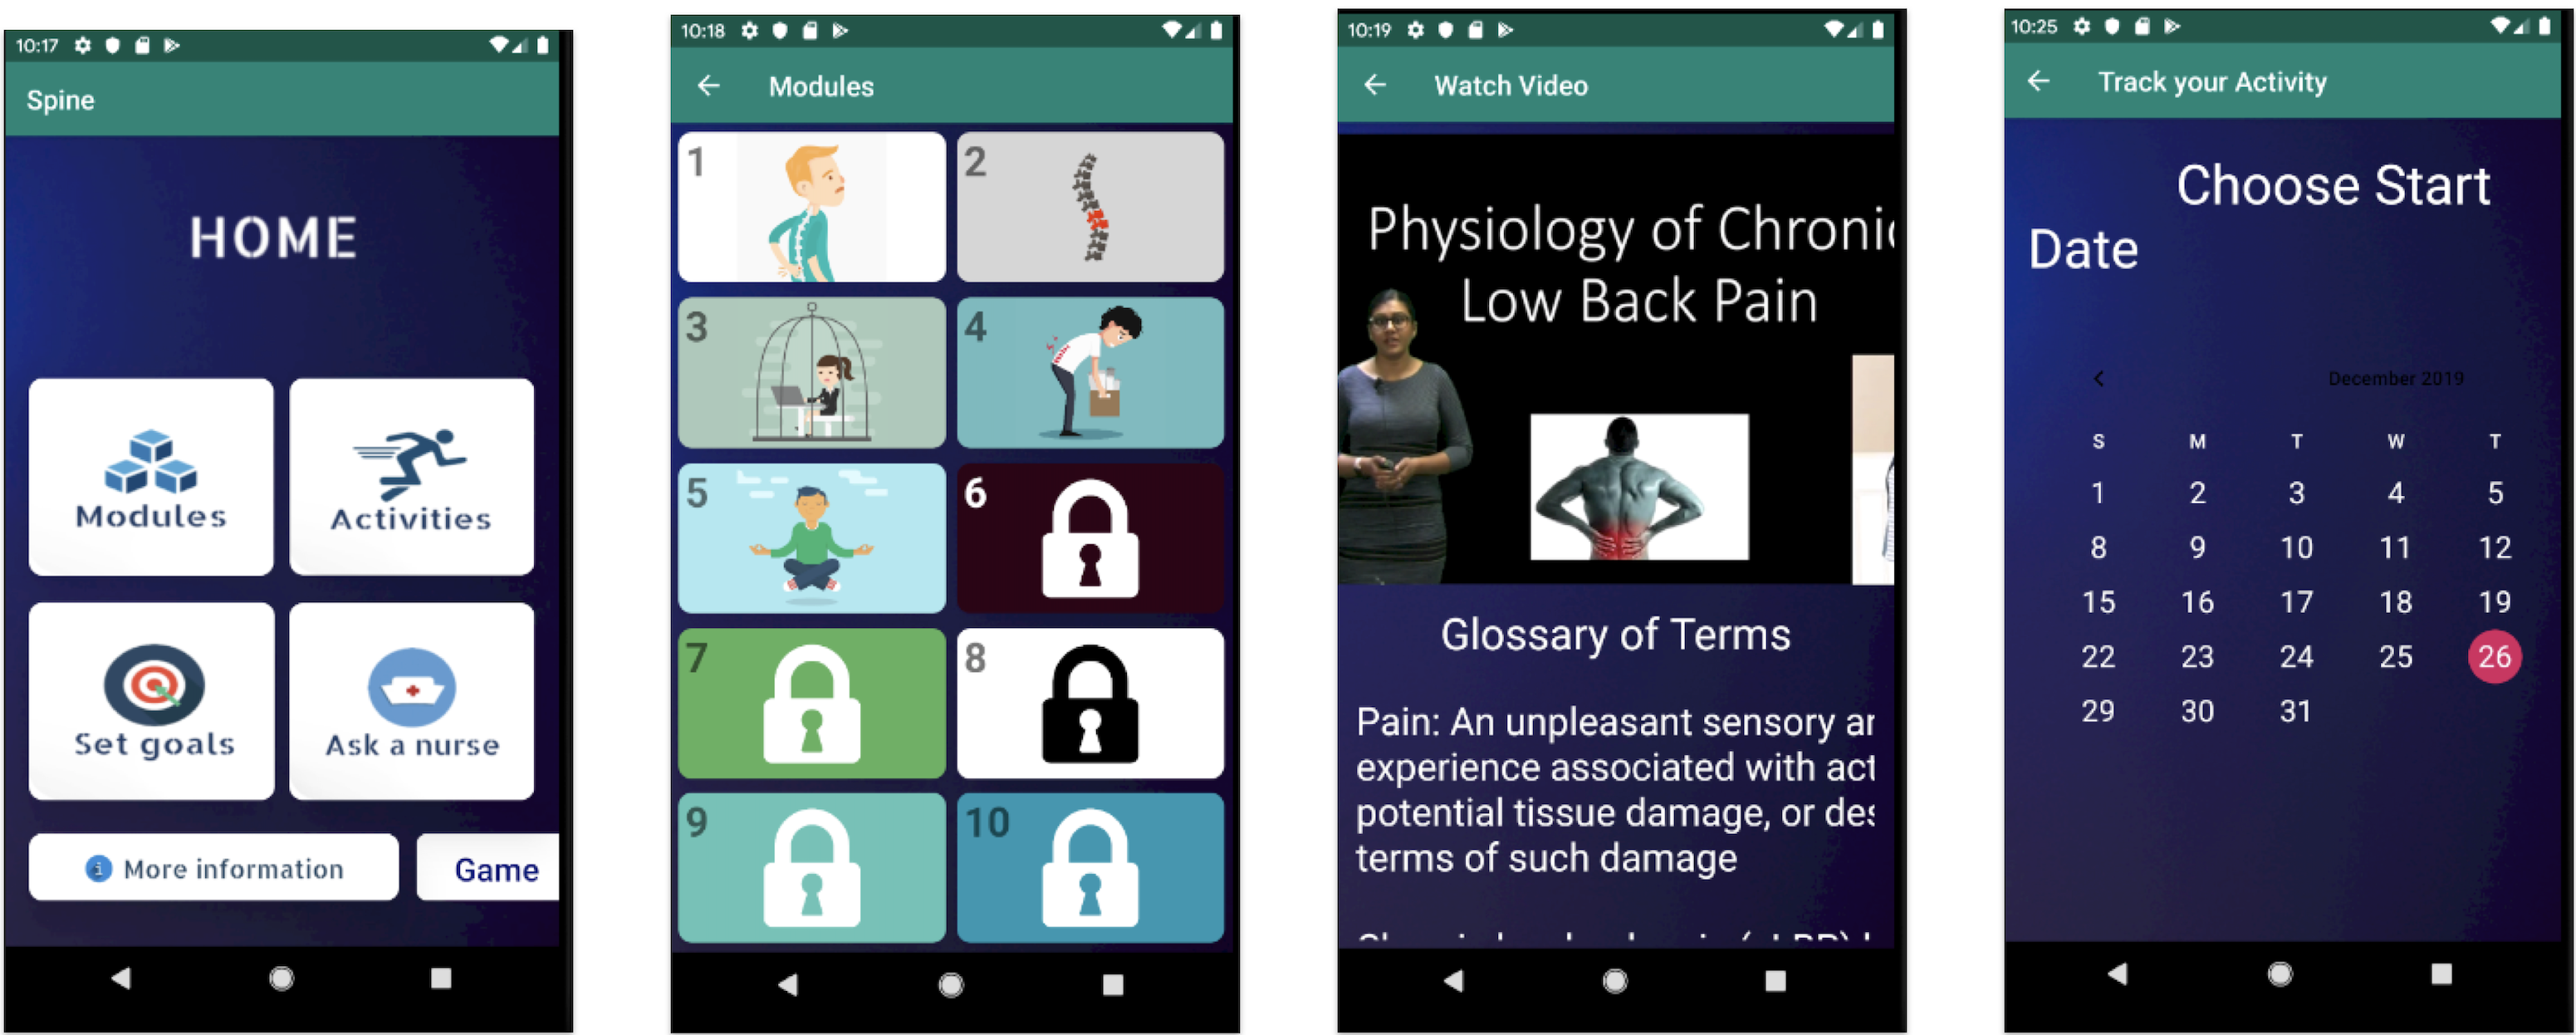 10:17
Spine
HOME
Modules
Activities
Set goals
Ask a nurse
More information
Game
10:18
Modules
1
2
3
4
5
6
7
8
9
10
10:19
Watch Video
Physiology of Chronic
Low Back Pain
Glossary of Terms
Pain: An unpleasant sensory an
experience associated with act
potential tissue damage, or des
terms of such damage
10:25
Track your Activity
Choose Start
Date
December 2019
S M T W T
1 2 3 4 5
8 9 10 11 12
15 16 17 18 19
22 23 24 25 26
29 30 31